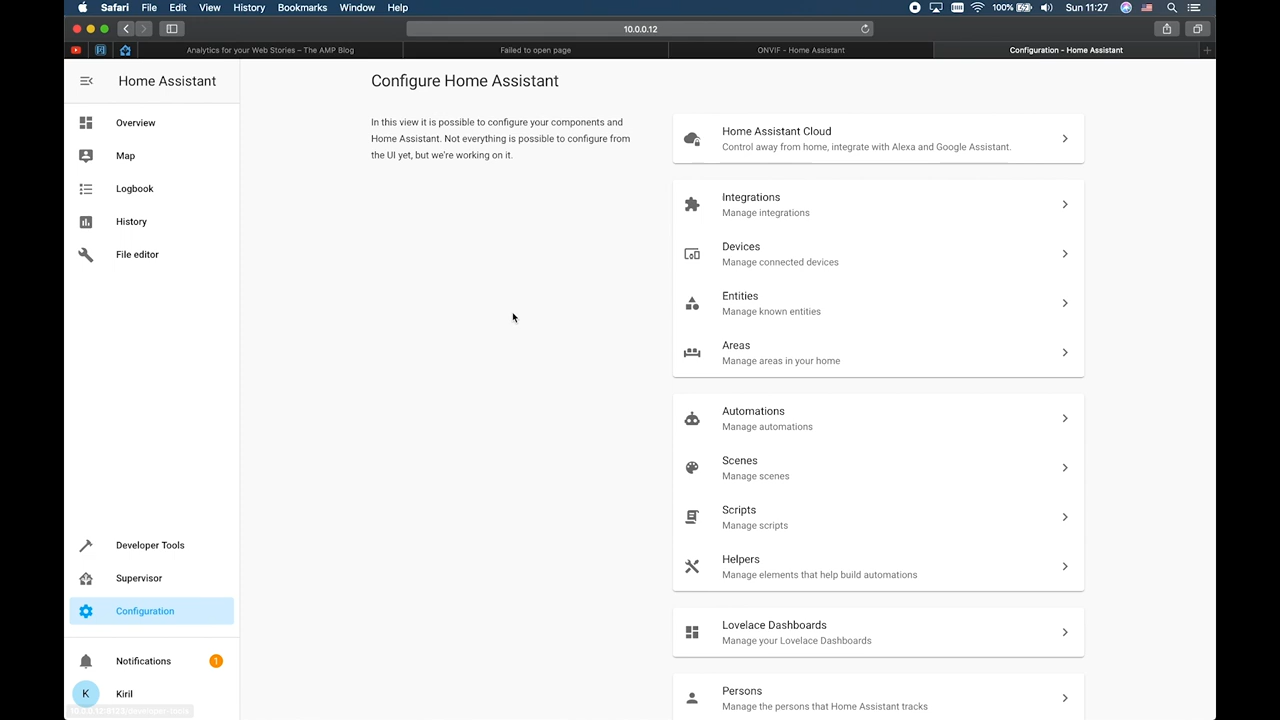 Safari File Edit View History Bookmarks Window Help 100% Sun 11:27
10.0.0.12
Analytics for your Web Stories – The AMP Blog
Failed to open page
ONVIF - Home Assistant
Configuration - Home Assistant
Home Assistant
Overview
Map
Logbook
History
File editor
Developer Tools
Supervisor
Configuration
Notifications 1
K Kiril
Configure Home Assistant
In this view it is possible to configure your components and
Home Assistant. Not everything is possible to configure from
the UI yet, but we're working on it.
Home Assistant Cloud
Control away from home, integrate with Alexa and Google Assistant.
Integrations
Manage integrations
Devices
Manage connected devices
Entities
Manage known entities
Areas
Manage areas in your home
Automations
Manage automations
Scenes
Manage scenes
Scripts
Manage scripts
Helpers
Manage elements that help build automations
Lovelace Dashboards
Manage your Lovelace Dashboards
Persons
Manage the persons that Home Assistant tracks